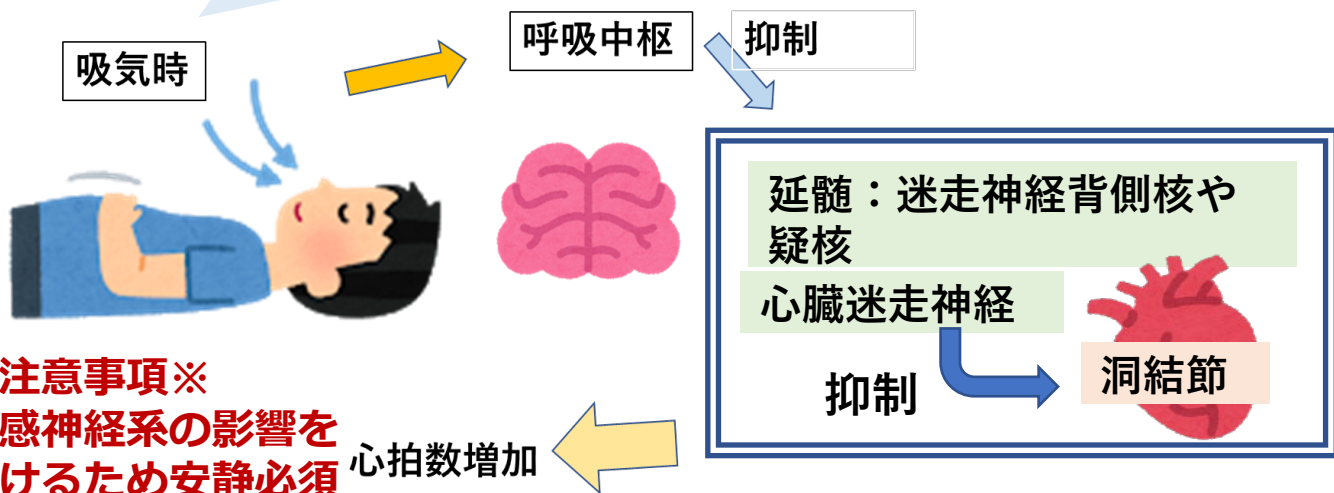 吸気時
呼吸中枢
抑制
延髄：迷走神経背側核や
疑核
心臓迷走神経
抑制
洞結節
心拍数増加
注意事項※
感神経系の影響を
けるため安静必須